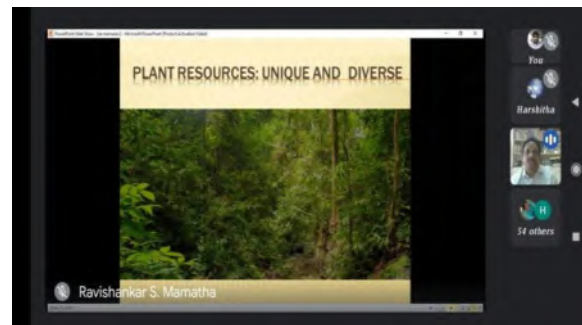 PLANT RESOURCES: UNIQUE AND DIVERSE
You
Harshitha
H
54 others
Ravishankar S. Mamatha